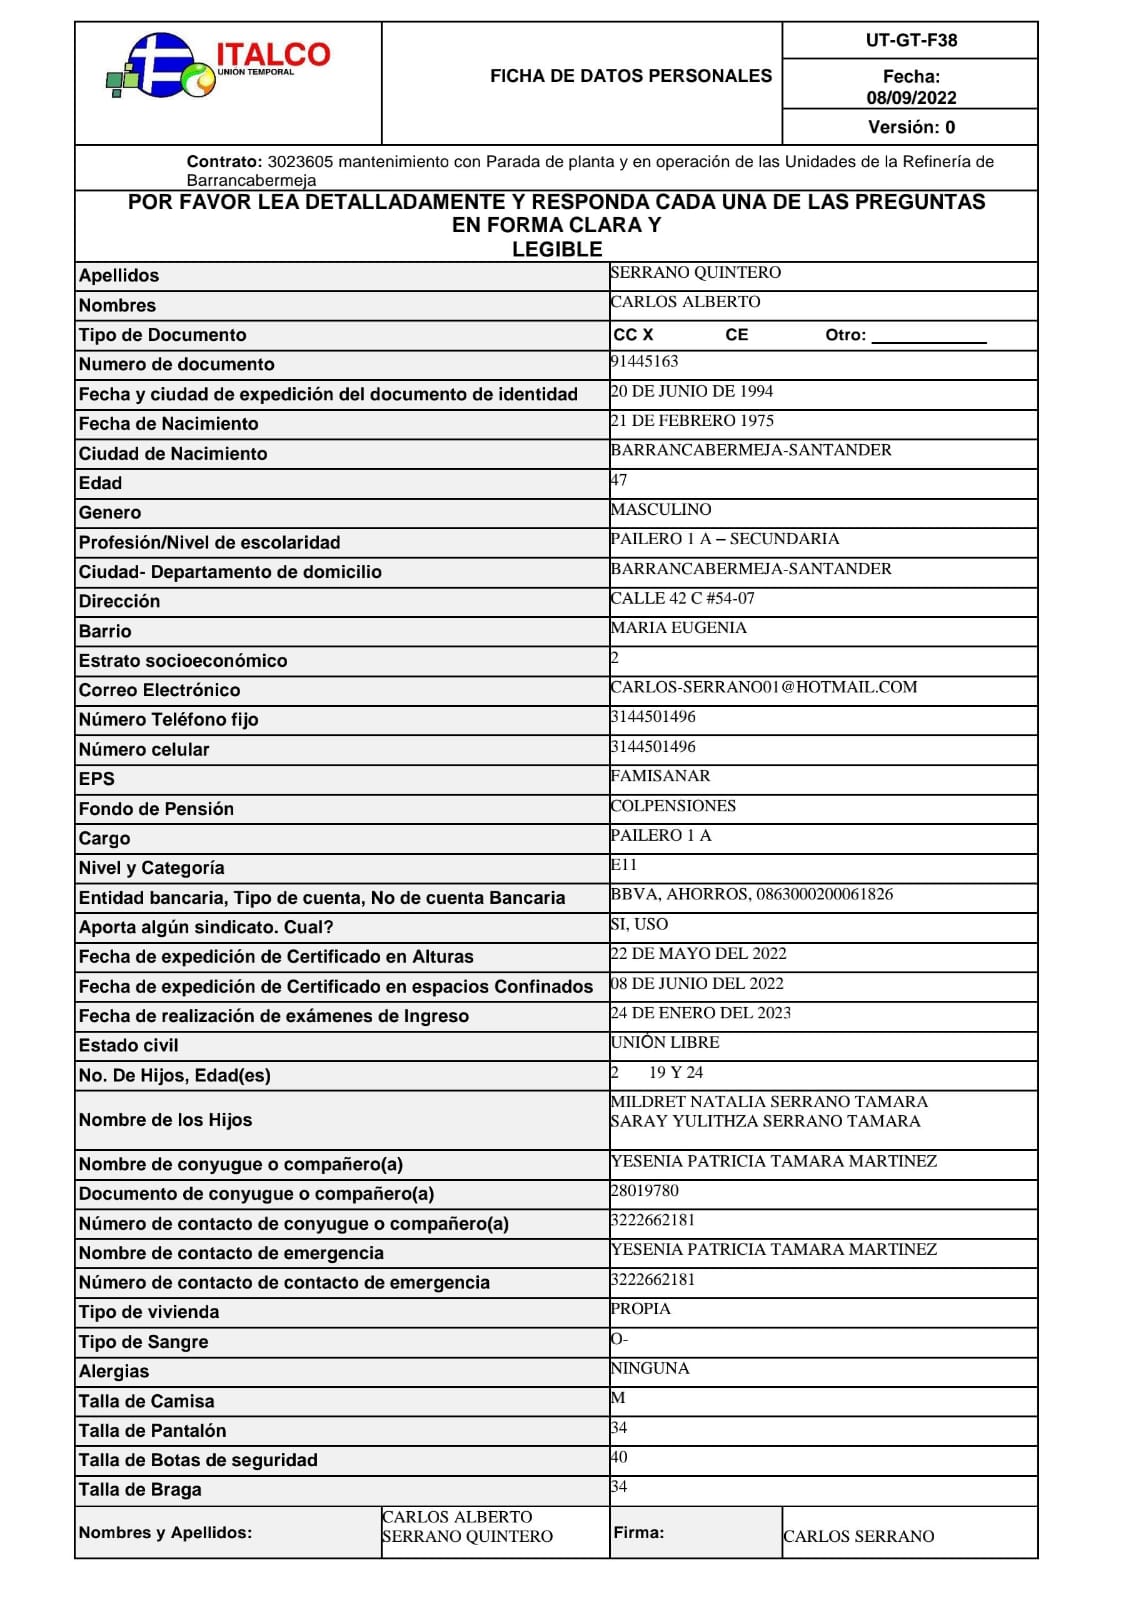 ITALCO
UNION TEMPORAL
FICHA DE DATOS PERSONALES
UT-GT-F38
Fecha:
08/09/2022
Versión: 0
Contrato: 3023605 mantenimiento con Parada de planta y en operación de las Unidades de la Refinería de
Barrancabermeja
POR FAVOR LEA DETALLADAMENTE Y RESPONDA CADA UNA DE LAS PREGUNTAS
EN FORMA CLARA Y
LEGIBLE
Apellidos SERRANO QUINTERO
Nombres CARLOS ALBERTO
Tipo de Documento CC X CE Otro: ____________
Numero de documento 91445163
Fecha y ciudad de expedición del documento de identidad 20 DE JUNIO DE 1994
Fecha de Nacimiento 21 DE FEBRERO 1975
Ciudad de Nacimiento BARRANCABERMEJA-SANTANDER
Edad 47
Genero MASCULINO
Profesión/Nivel de escolaridad PAILERO 1 A – SECUNDARIA
Ciudad- Departamento de domicilio BARRANCABERMEJA-SANTANDER
Dirección CALLE 42 C #54-07
Barrio MARIA EUGENIA
Estrato socioeconómico 2
Correo Electrónico CARLOS-SERRANO01@HOTMAIL.COM
Número Teléfono fijo 3144501496
Número celular 3144501496
EPS FAMISANAR
Fondo de Pensión COLPENSIONES
Cargo PAILERO 1 A
Nivel y Categoría E11
Entidad bancaria, Tipo de cuenta, No de cuenta Bancaria BBVA, AHORROS, 0863000200061826
Aporta algún sindicato. Cual? SI, USO
Fecha de expedición de Certificado en Alturas 22 DE MAYO DEL 2022
Fecha de expedición de Certificado en espacios Confinados 08 DE JUNIO DEL 2022
Fecha de realización de exámenes de Ingreso 24 DE ENERO DEL 2023
Estado civil UNIÓN LIBRE
No. De Hijos, Edad(es) 2 19 Y 24
Nombre de los Hijos MILDRET NATALIA SERRANO TAMARA
SARAY YULITHZA SERRANO TAMARA
Nombre de conyugue o compañero(a) YESENIA PATRICIA TAMARA MARTINEZ
Documento de conyugue o compañero(a) 28019780
Número de contacto de conyugue o compañero(a) 3222662181
Nombre de contacto de emergencia YESENIA PATRICIA TAMARA MARTINEZ
Número de contacto de contacto de emergencia 3222662181
Tipo de vivienda PROPIA
Tipo de Sangre O-
Alergias NINGUNA
Talla de Camisa M
Talla de Pantalón 34
Talla de Botas de seguridad 40
Talla de Braga 34
Nombres y Apellidos: CARLOS ALBERTO
SERRANO QUINTERO
Firma: CARLOS SERRANO